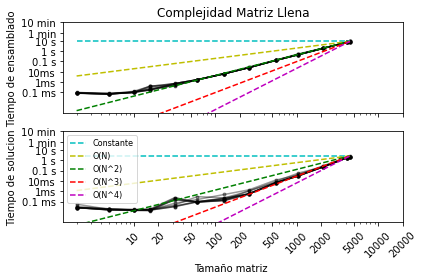 Complejidad Matriz Llena
Tiempo de ensamblado
10 min
1 min
10 s
1 s
0.1 s
10ms
1ms
0.1 ms
Tiempo de solucion
10 min
1 min
10 s
1 s
0.1 s
10ms
1ms
0.1 ms
Constante
O(N)
O(N^2)
O(N^3)
O(N^4)
10 20 50 100 200 500 1000 2000 5000 10000 20000
Tamaño matriz